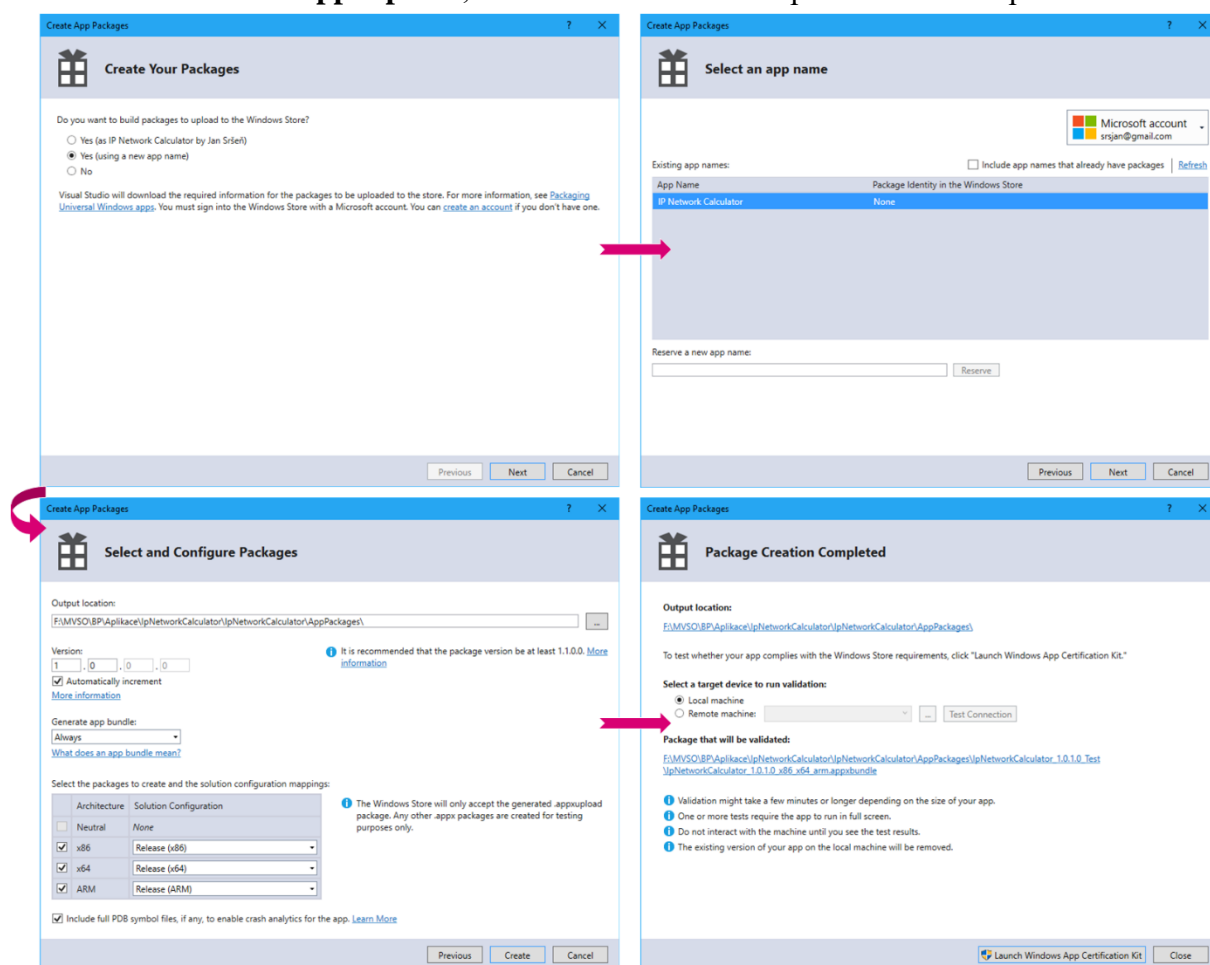 Create App Packages ? ×
Create Your Packages
Do you want to build packages to upload to the Windows Store?
Yes (as IP Network Calculator by Jan Sršeň)
Yes (using a new app name)
No
Visual Studio will download the required information for the packages to be uploaded to the store. For more information, see Packaging
Universal Windows apps. You must sign into the Windows Store with a Microsoft account. You can create an account if you don't have one.
Previous Next Cancel
Create App Packages ? ×
Select an app name
Microsoft account
srsjan@gmail.com
Existing app names:
Include app names that already have packages Refresh
App Name Package Identity in the Windows Store
IP Network Calculator None
Reserve a new app name:
Reserve
Previous Next Cancel
Create App Packages ? ×
Select and Configure Packages
Output location:
F:\MVSO\BP\Aplikace\IpNetworkCalculator\IpNetworkCalculator\AppPackages\ ...
Version:
1 . 0 . 0 . 0
It is recommended that the package version be at least 1.1.0.0. More
information
Automatically increment
More information
Generate app bundle:
Always
What does an app bundle mean?
Select the packages to create and the solution configuration mappings:
Architecture Solution Configuration
Neutral None
x86 Release (x86)
x64 Release (x64)
ARM Release (ARM)
The Windows Store will only accept the generated .appxupload
package. Any other .appx packages are created for testing
purposes only.
Include full PDB symbol files, if any, to enable crash analytics for the app. Learn More
Previous Create Cancel
Create App Packages ? ×
Package Creation Completed
Output location:
F:\MVSO\BP\Aplikace\IpNetworkCalculator\IpNetworkCalculator\AppPackages\
To test whether your app complies with the Windows Store requirements, click "Launch Windows App Certification Kit."
Select a target device to run validation:
Local machine
Remote machine: ... Test Connection
Package that will be validated:
F:\MVSO\BP\Aplikace\IpNetworkCalculator\IpNetworkCalculator\AppPackages\IpNetworkCalculator_1.0.1.0_Test
\IpNetworkCalculator_1.0.1.0_x86_x64_arm.appxbundle
Validation might take a few minutes or longer depending on the size of your app.
One or more tests require the app to run in full screen.
Do not interact with the machine until you see the test results.
The existing version of your app on the local machine will be removed.
Launch Windows App Certification Kit Close